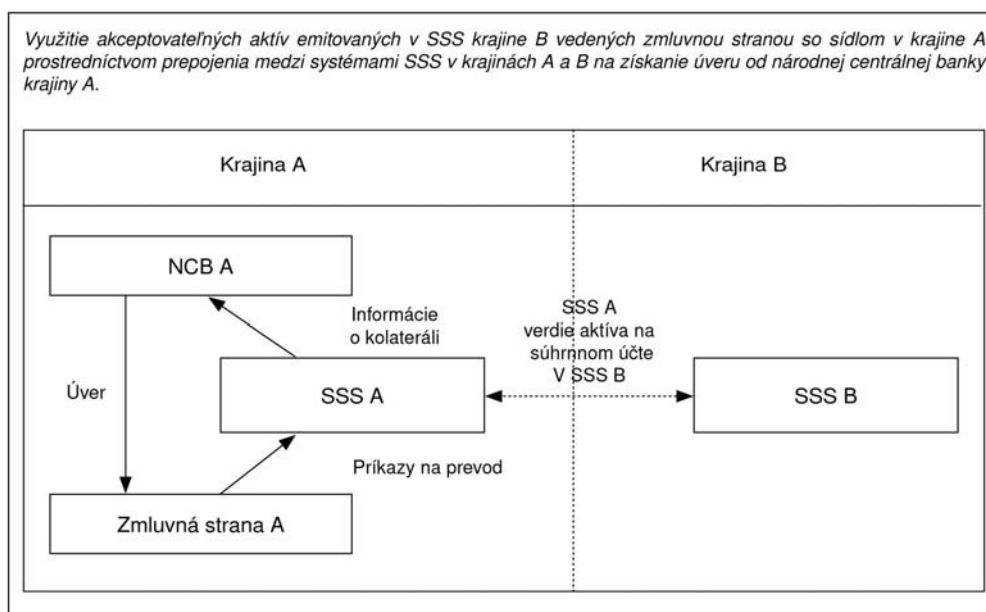 Využitie akceptovateľných aktív emitovaných v SSS krajine B vedených zmluvnou stranou so sídlom v krajine A
prostredníctvom prepojenia medzi systémami SSS v krajinách A a B na získanie úveru od národnej centrálnej banky
krajiny A.
Krajina A
Krajina B
NCB A
Informácie
o kolateráli
SSS A
verdie aktíva na
súhrnnom účte
V SSS B
Úver
SSS A
SSS B
Príkazy na prevod
Zmluvná strana A